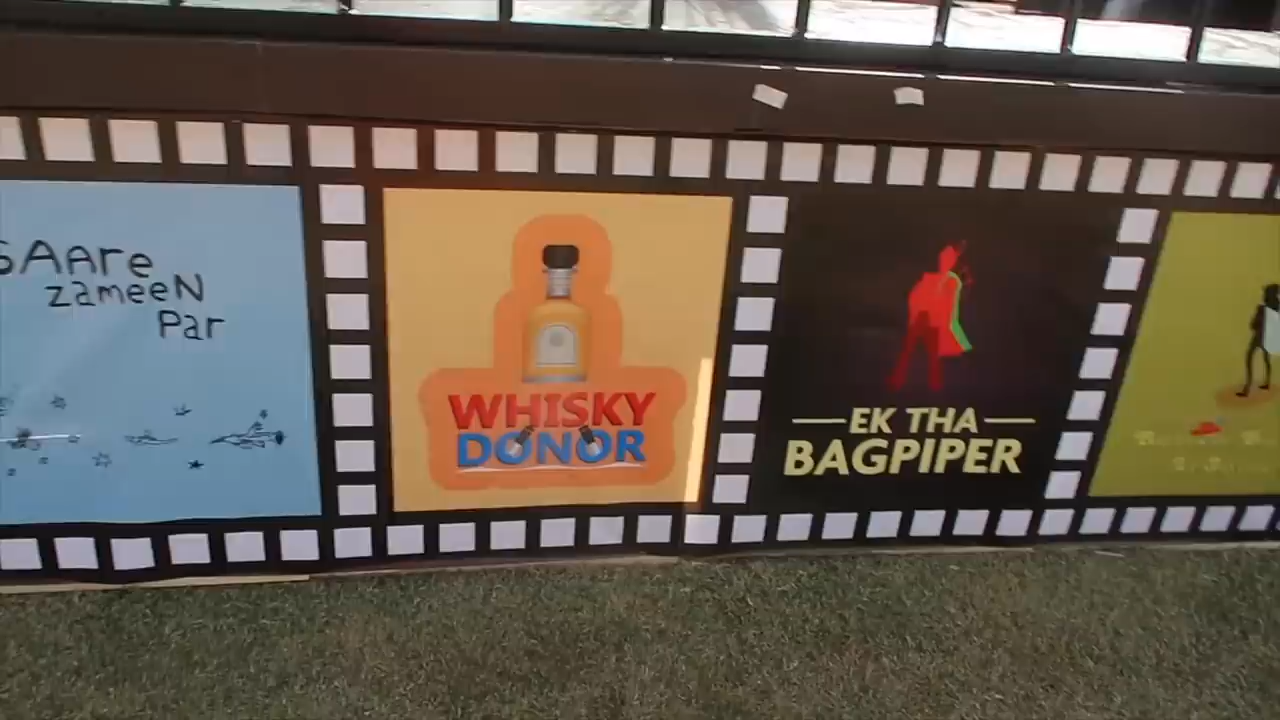 SAAre
zameeN
Par
WHISKY
DONOR
EK THA
BAGPIPER